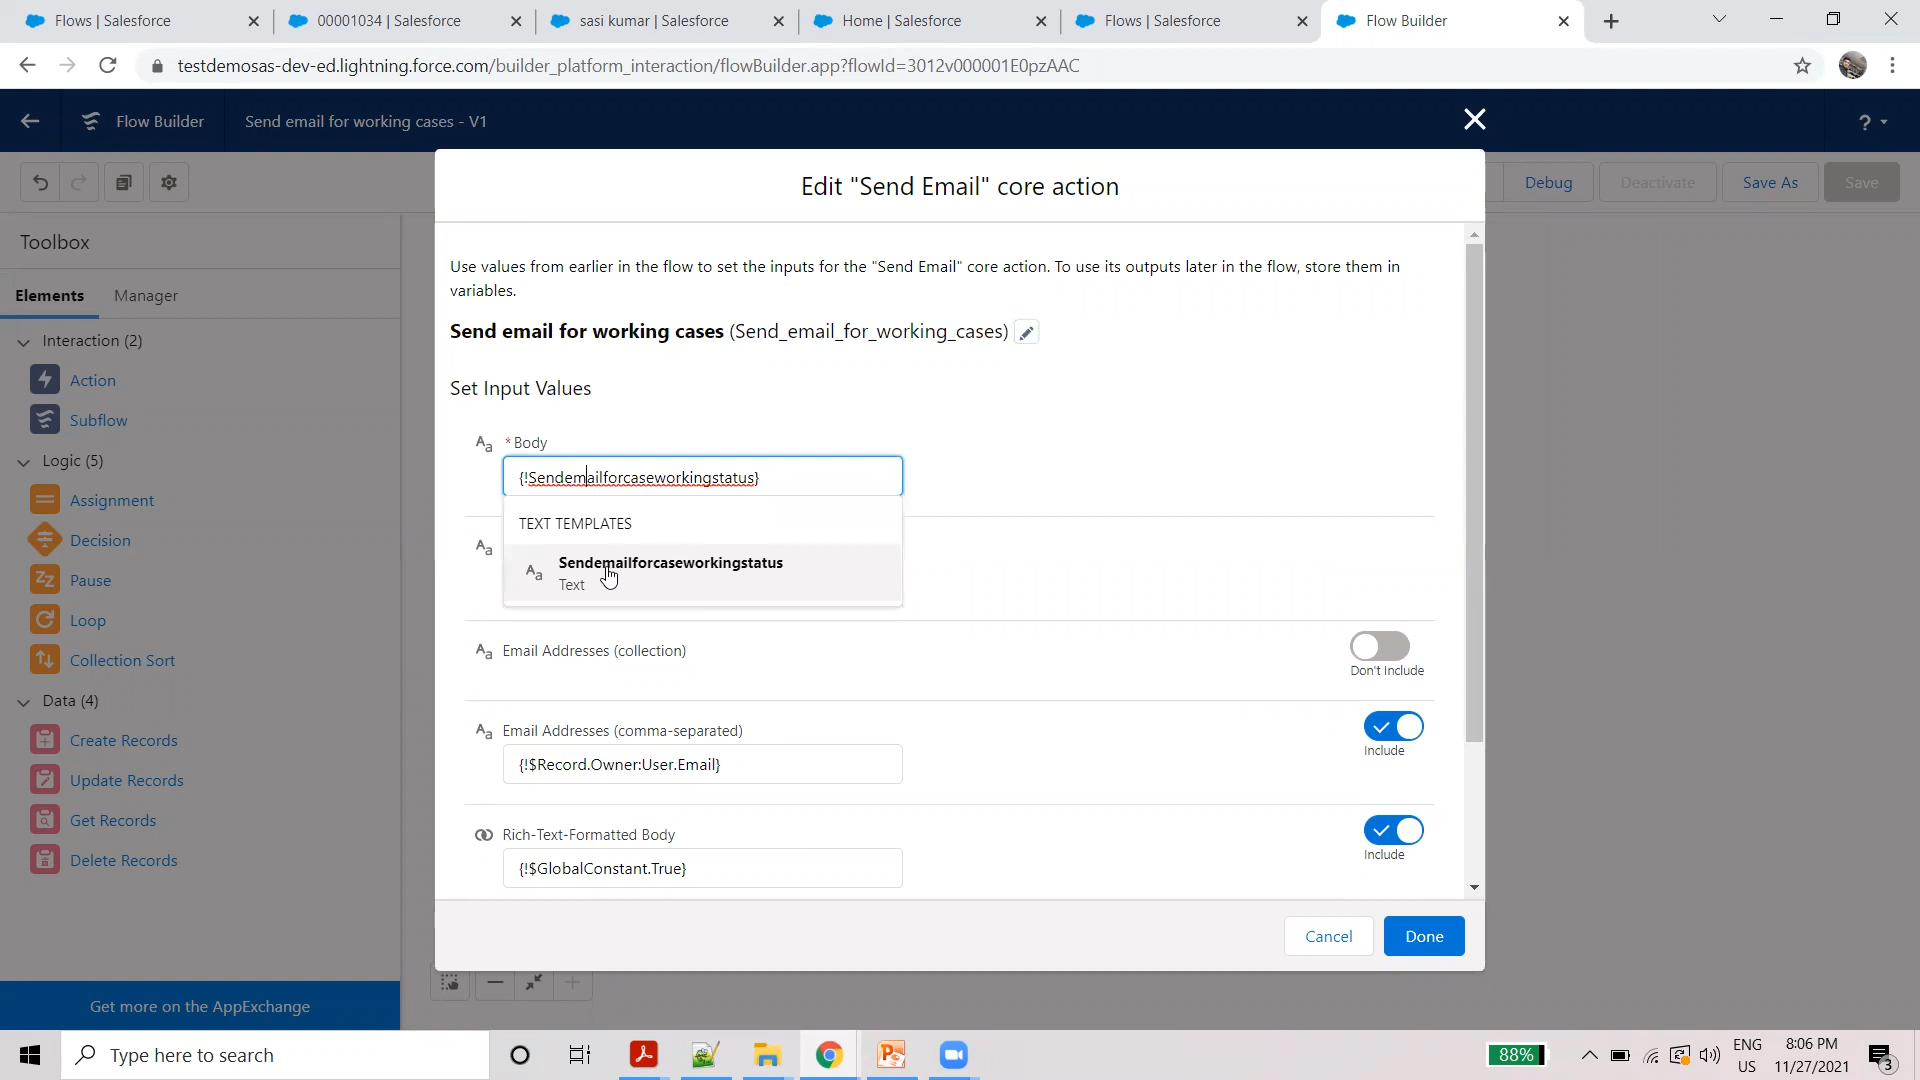 Flows | Salesforce
00001034 | Salesforce
sasi kumar | Salesforce
Home | Salesforce
Flows | Salesforce
Flow Builder
testdemosas-dev-ed.lightning.force.com/builder_platform_interaction/flowBuilder.app?flowId=3012v000001E0pzAAC
Flow Builder
Send email for working cases - V1
?
Debug
Deactivate
Save As
Save
Edit "Send Email" core action
Toolbox
Elements
Manager
Interaction (2)
Action
Subflow
Logic (5)
Assignment
Decision
Pause
Loop
Collection Sort
Data (4)
Create Records
Update Records
Get Records
Delete Records
Get more on the AppExchange
Use values from earlier in the flow to set the inputs for the "Send Email" core action. To use its outputs later in the flow, store them in
variables.
Send email for working cases (Send_email_for_working_cases)
Set Input Values
Aa *Body
{!Sendemailforcaseworkingstatus}
TEXT TEMPLATES
Aa
Aa Sendemailforcaseworkingstatus
Text
Aa Email Addresses (collection)
Don't Include
Aa Email Addresses (comma-separated)
Include
{!$Record.Owner:User.Email}
Rich-Text-Formatted Body
Include
{!$GlobalConstant.True}
Cancel
Done
Type here to search
88%
ENG
US
8:06 PM
11/27/2021
3